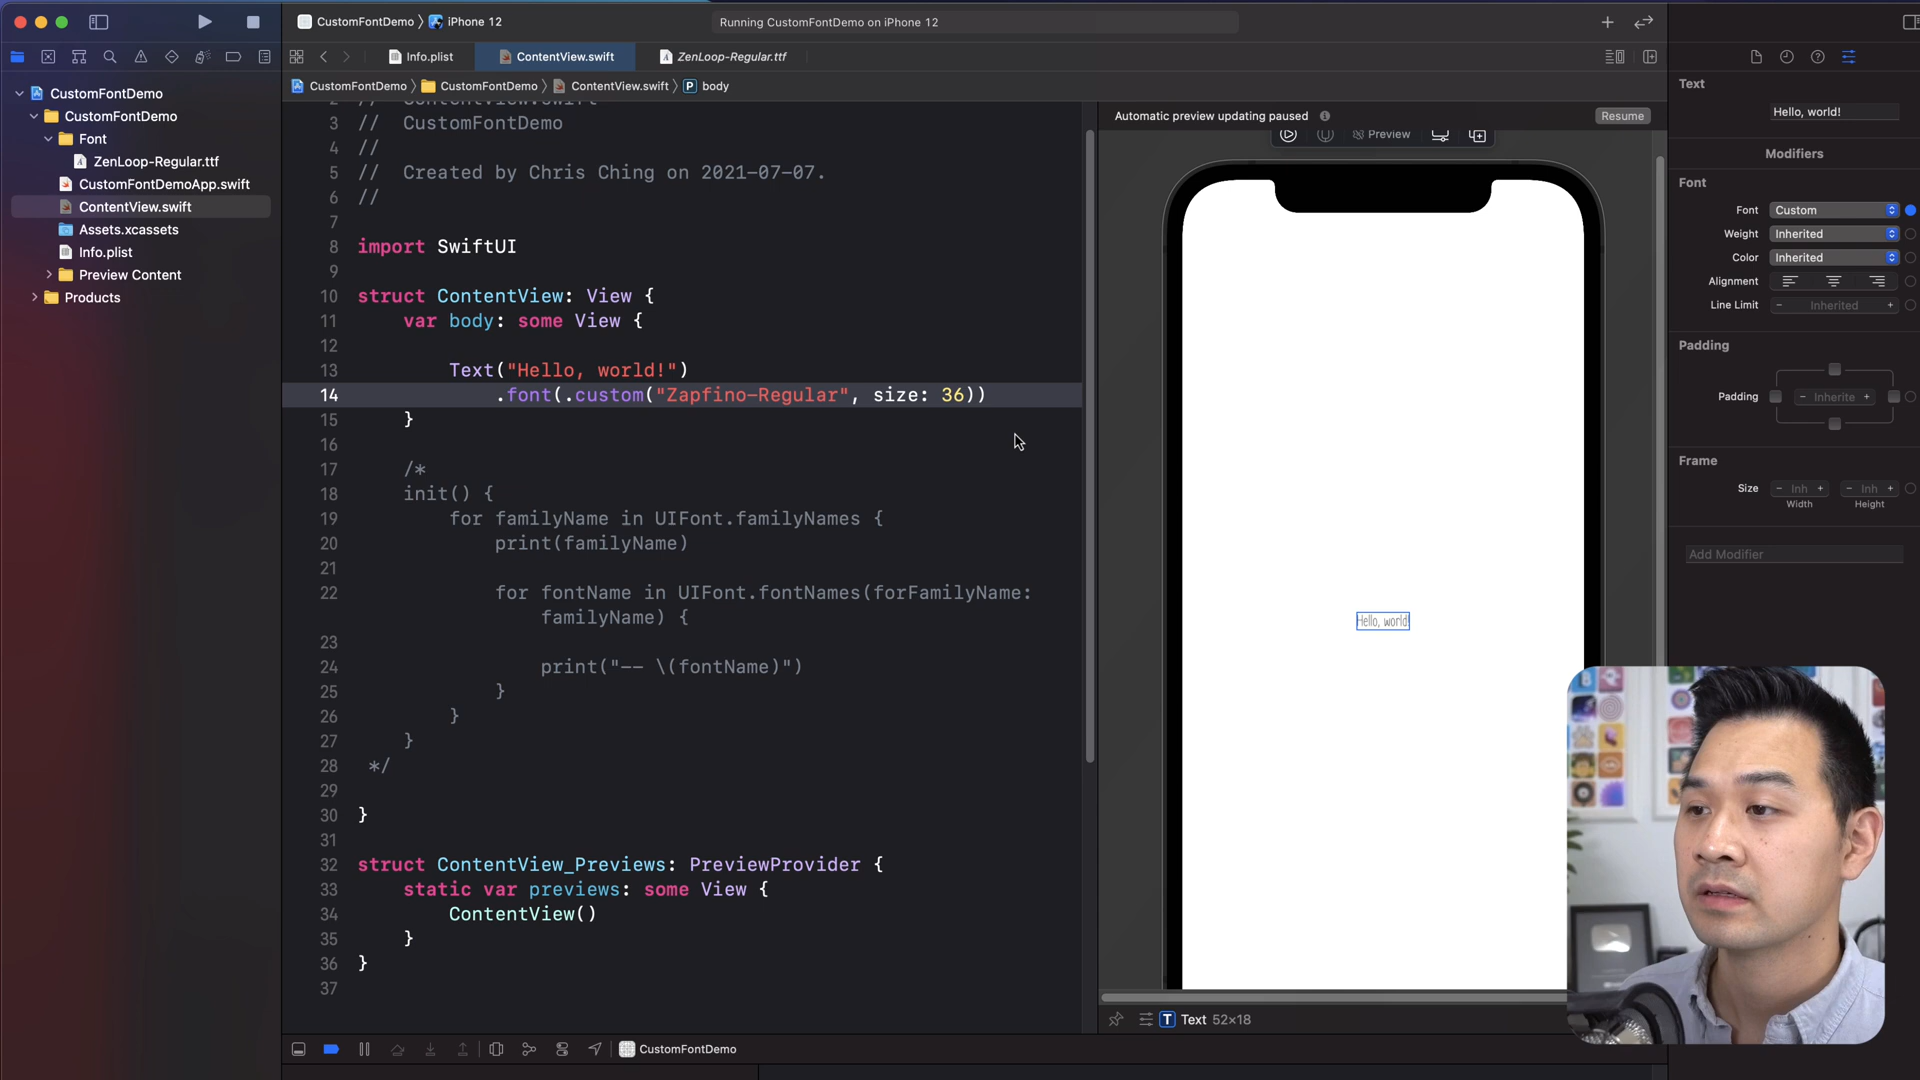 CustomFontDemo 〉 iPhone 12
Running CustomFontDemo on iPhone 12
Info.plist
ContentView.swift
ZenLoop-Regular.ttf
CustomFontDemo 〉 CustomFontDemo 〉 ContentView.swift 〉 P body
CustomFontDemo
CustomFontDemo
Font
ZenLoop-Regular.ttf
CustomFontDemoApp.swift
ContentView.swift
Assets.xcassets
Info.plist
Preview Content
Products
2 // ContentView.swift
3 // CustomFontDemo
4 //
5 // Created by Chris Ching on 2021-07-07.
6 //
7
8 import SwiftUI
9
10 struct ContentView: View {
11 var body: some View {
12
13 Text("Hello, world!")
14 .font(.custom("Zapfino-Regular", size: 36))
15 }
16
17 /*
18 init() {
19 for familyName in UIFont.familyNames {
20 print(familyName)
21
22 for fontName in UIFont.fontNames(forFamilyName:
familyName) {
23
24 print("-- \(fontName)")
25 }
26 }
27 }
28 */
29
30 }
31
32 struct ContentView_Previews: PreviewProvider {
33 static var previews: some View {
34 ContentView()
35 }
36 }
37
CustomFontDemo
Automatic preview updating paused
Resume
Preview
Hello, world!
T Text 52×18
Text
Hello, world!
Modifiers
Font
Font Custom
Weight Inherited
Color Inherited
Alignment
Line Limit − Inherited +
Padding
Padding − Inherite +
Frame
Size − Inh + − Inh +
Width Height
Add Modifier